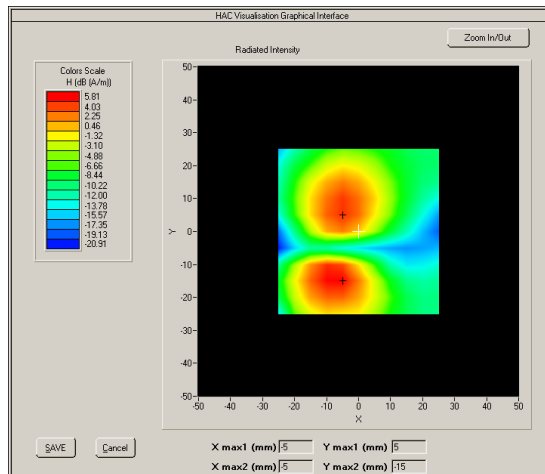 HAC Visualisation Graphical Interface
Zoom In/Out
Radiated Intensity
Colors Scale
H (dB (A/m))
5.81
4.03
2.25
0.46
-1.32
-3.10
-4.88
-6.66
-8.44
-10.22
-12.00
-13.78
-15.57
-17.35
-19.13
-20.91
50-
40-
30-
20-
10-
0-
-10-
-20-
-30-
-40-
-50-
Y
-50 -40 -30 -20 -10 0 10 20 30 40 50
X
SAVE Cancel
X max1 (mm) -5 Y max1 (mm) 5
X max2 (mm) -5 Y max2 (mm) -15